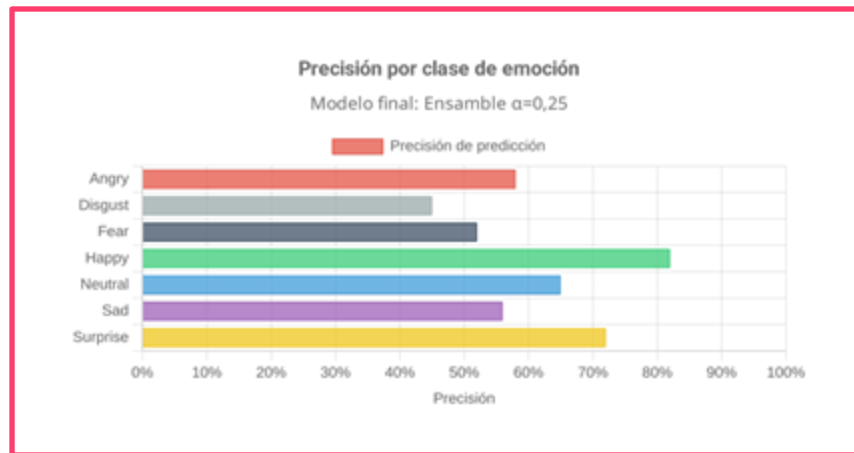 Precisión por clase de emoción
Modelo final: Ensamble α=0,25
Precisión de predicción
Angry
Disgust
Fear
Happy
Neutral
Sad
Surprise
0% 10% 20% 30% 40% 50% 60% 70% 80% 90% 100%
Precisión